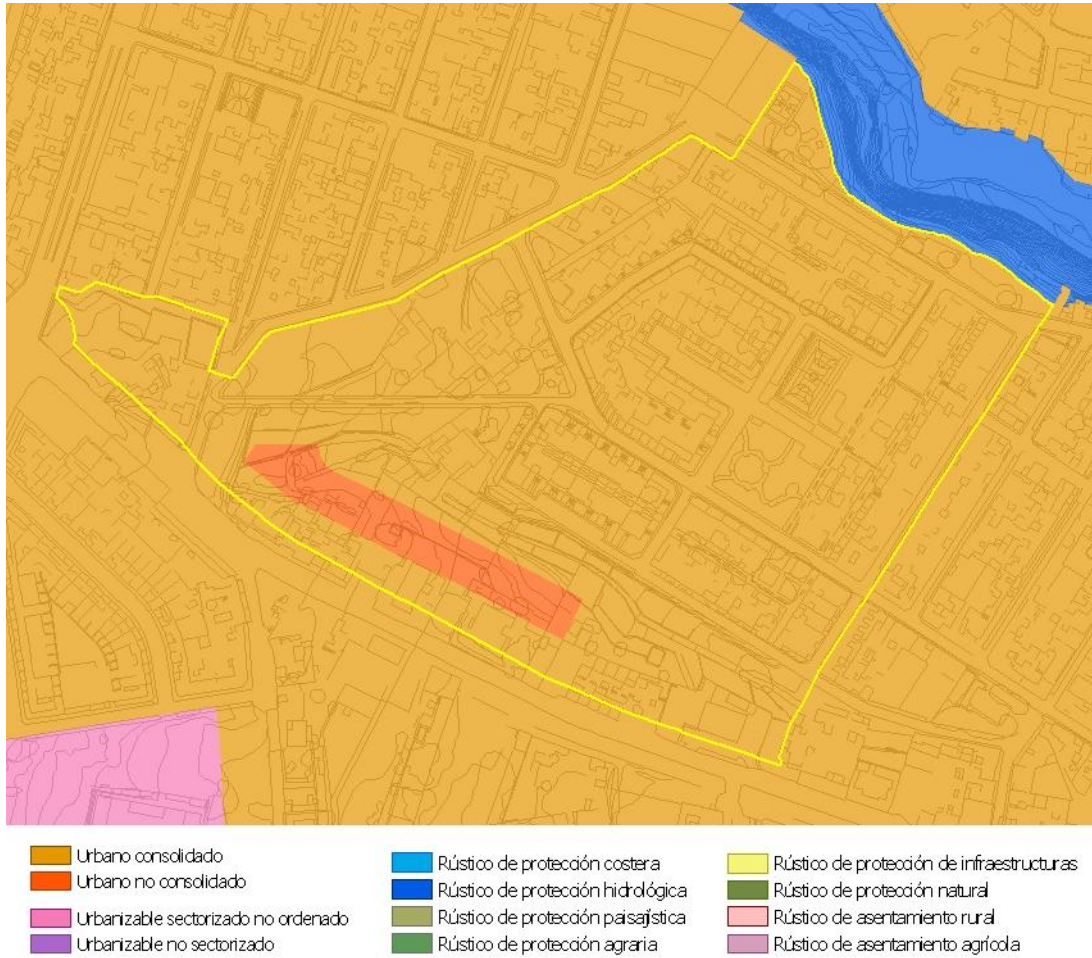 Urbano consolidado
Urbano no consolidado
Urbanizable sectorizado no ordenado
Urbanizable no sectorizado
Rústico de protección costera
Rústico de protección hidrológica
Rústico de protección paisajística
Rústico de protección agraria
Rústico de protección de infraestructuras
Rústico de protección natural
Rústico de asentamiento rural
Rústico de asentamiento agrícola